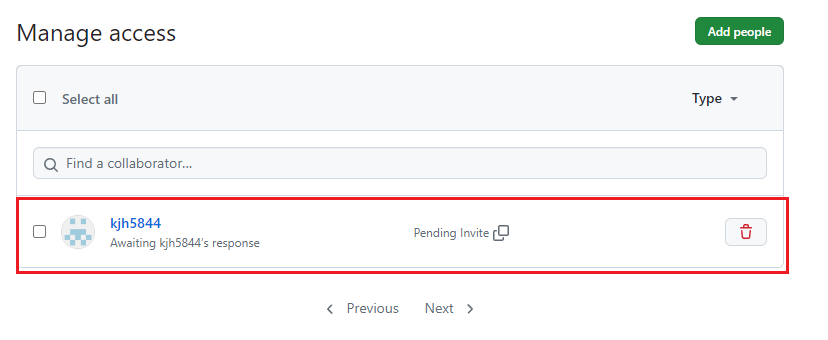 Manage access
Add people
Select all
Type
Find a collaborator...
kjh5844
Awaiting kjh5844's response
Pending Invite
Previous
Next